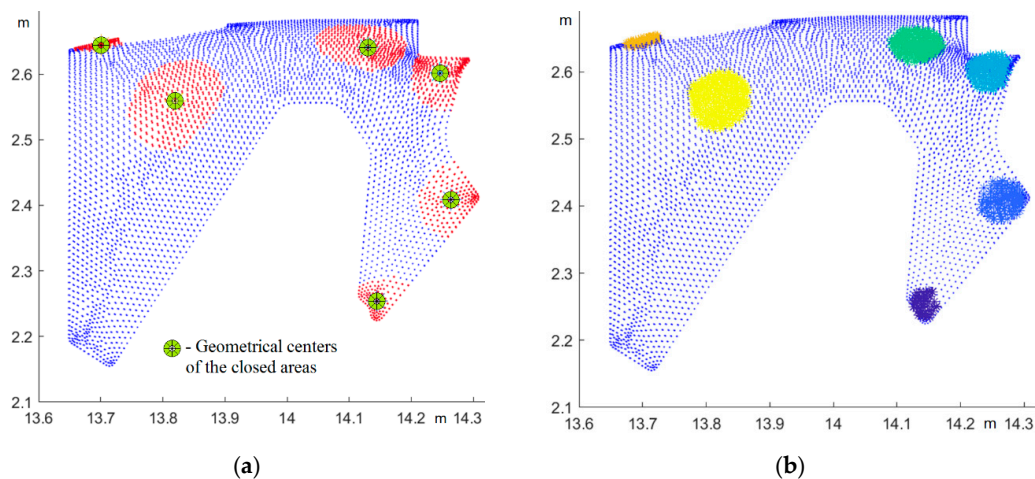 m
2.6
2.5
2.4
2.3
2.2
2.1
13.6 13.7 13.8 13.9 14 14.1 14.2 m 14.3
- Geometrical centers
of the closed areas
(a)
m
2.6
2.5
2.4
2.3
2.2
2.1
13.6 13.7 13.8 13.9 14 14.1 14.2 m 14.3
(b)